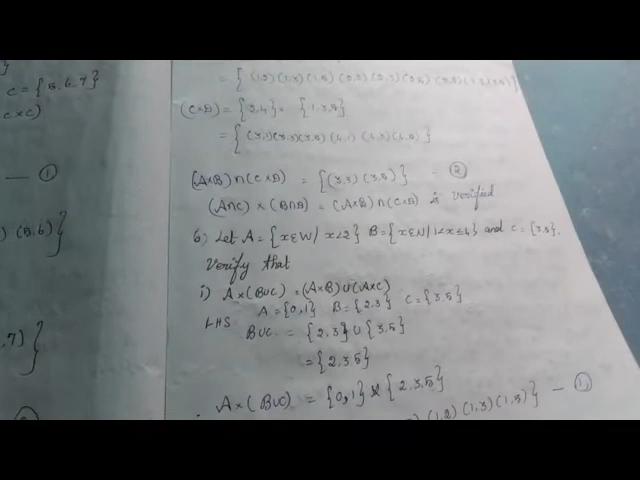 C = {5,6,7}
C×C)
— ①
) (5,6)}
,7)}
(C×D) = {3,4} × {1,3,5}
= {(3,1)(3,3)(3,5)(4,1)(4,3)(4,5)}
(A×B)∩(C×D) = {(3,3)(3,5)} — ②
(A∩C) × (B∩D) = (A×B)∩(C×D) is verified
6) Let A = {x∈W / x<2} B = {x∈N / 1<x≤4} and C = {3,5}.
Verify that
i) A×(B∪C) = (A×B)∪(A×C)
A = {0,1} B = {2,3} C = {3,5}
LHS
B∪C = {2,3} ∪ {3,5}
= {2,3,5}
A×(B∪C) = {0,1} × {2,3,5}
(1,2)(1,3)(1,5)} — ①